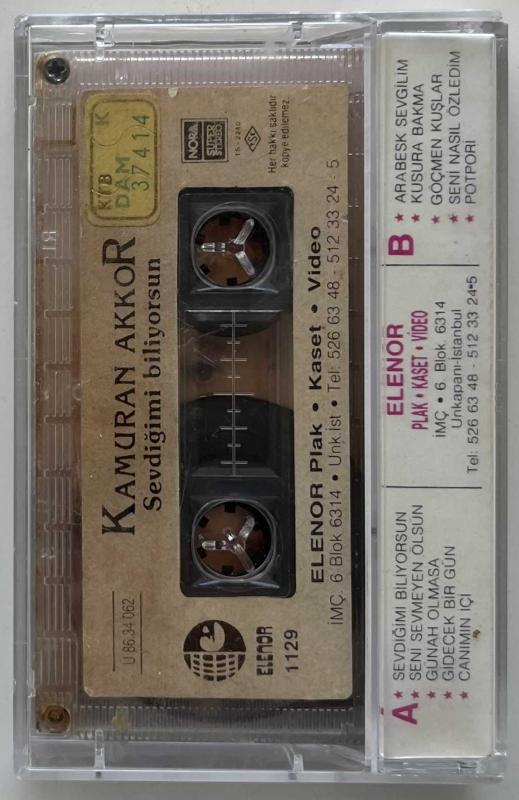 KAMURAN AKKOR
Sevdiğimi biliyorsun
U 86.34.062
KTB
K
DAM
37414
NORA
SUPER
STEREO
15-2240
Her hakkı saklıdır
kopye edilemez.
ELENOR
1129
ELENOR Plak • Kaset • Video
İMÇ. 6 Blok 6314 • Unk.İst • Tel: 526 63 48 - 512 33 24 - 5
A
★ SEVDİĞİMİ BİLİYORSUN
★ SENİ SEVMEYEN ÖLSÜN
★ GÜNAH OLMASA
★ GİDECEK BİR GÜN
★ CANIMIN İÇİ
ELENOR
PLAK • KASET • VİDEO
İMÇ • 6. Blok. 6314
Unkapanı-İstanbul
Tel: 526 63 48 - 512 33 24•5
B
★ ARABESK SEVGİLİM
★ KUSURA BAKMA
★ GÖÇMEN KUŞLAR
★ SENİ NASIL ÖZLEDİM
★ POTPORİ